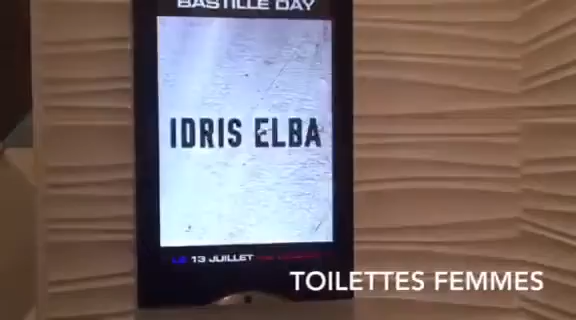 BASTILLE DAY
IDRIS ELBA
LE 13 JUILLET
TOILETTES FEMMES